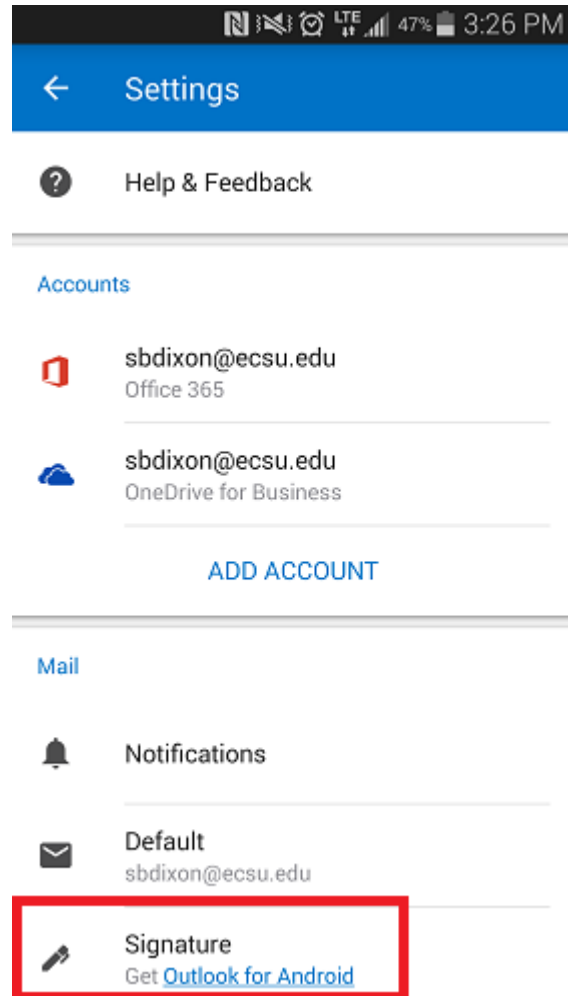 LTE 47% 3:26 PM
Settings
Help & Feedback
Accounts
sbdixon@ecsu.edu
Office 365
sbdixon@ecsu.edu
OneDrive for Business
ADD ACCOUNT
Mail
Notifications
Default
sbdixon@ecsu.edu
Signature
Get Outlook for Android